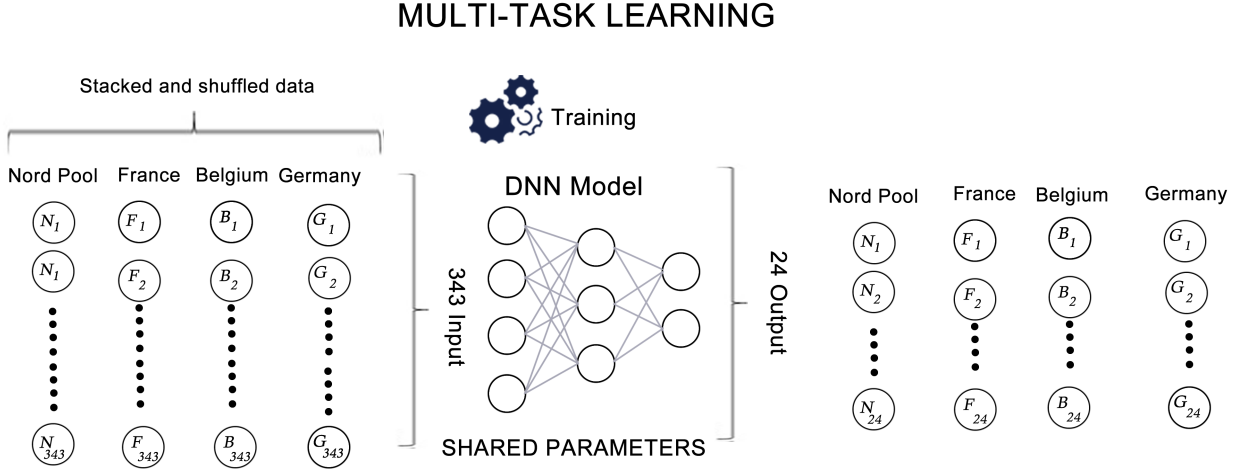 MULTI-TASK LEARNING
Stacked and shuffled data
Training
Nord Pool France Belgium Germany
N1 F1 B1 G1
N1 F2 B2 G2
N343 F343 B343 G343
343 Input
DNN Model
SHARED PARAMETERS
24 Output
Nord Pool France Belgium Germany
N1 F1 B1 G1
N2 F2 B2 G2
N24 F24 B24 G24